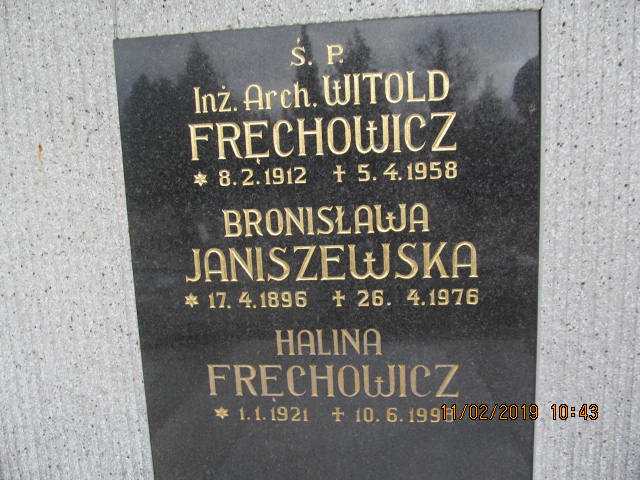 Ś. P.
Inż. Arch. WITOLD
FRĘCHOWICZ
* 8.2.1912 + 5.4.1958
BRONISŁAWA
JANISZEWSKA
* 17.4.1896 + 26.4.1976
HALINA
FRĘCHOWICZ
* 1.1.1921 + 10.6.199
11/02/2019 10:43